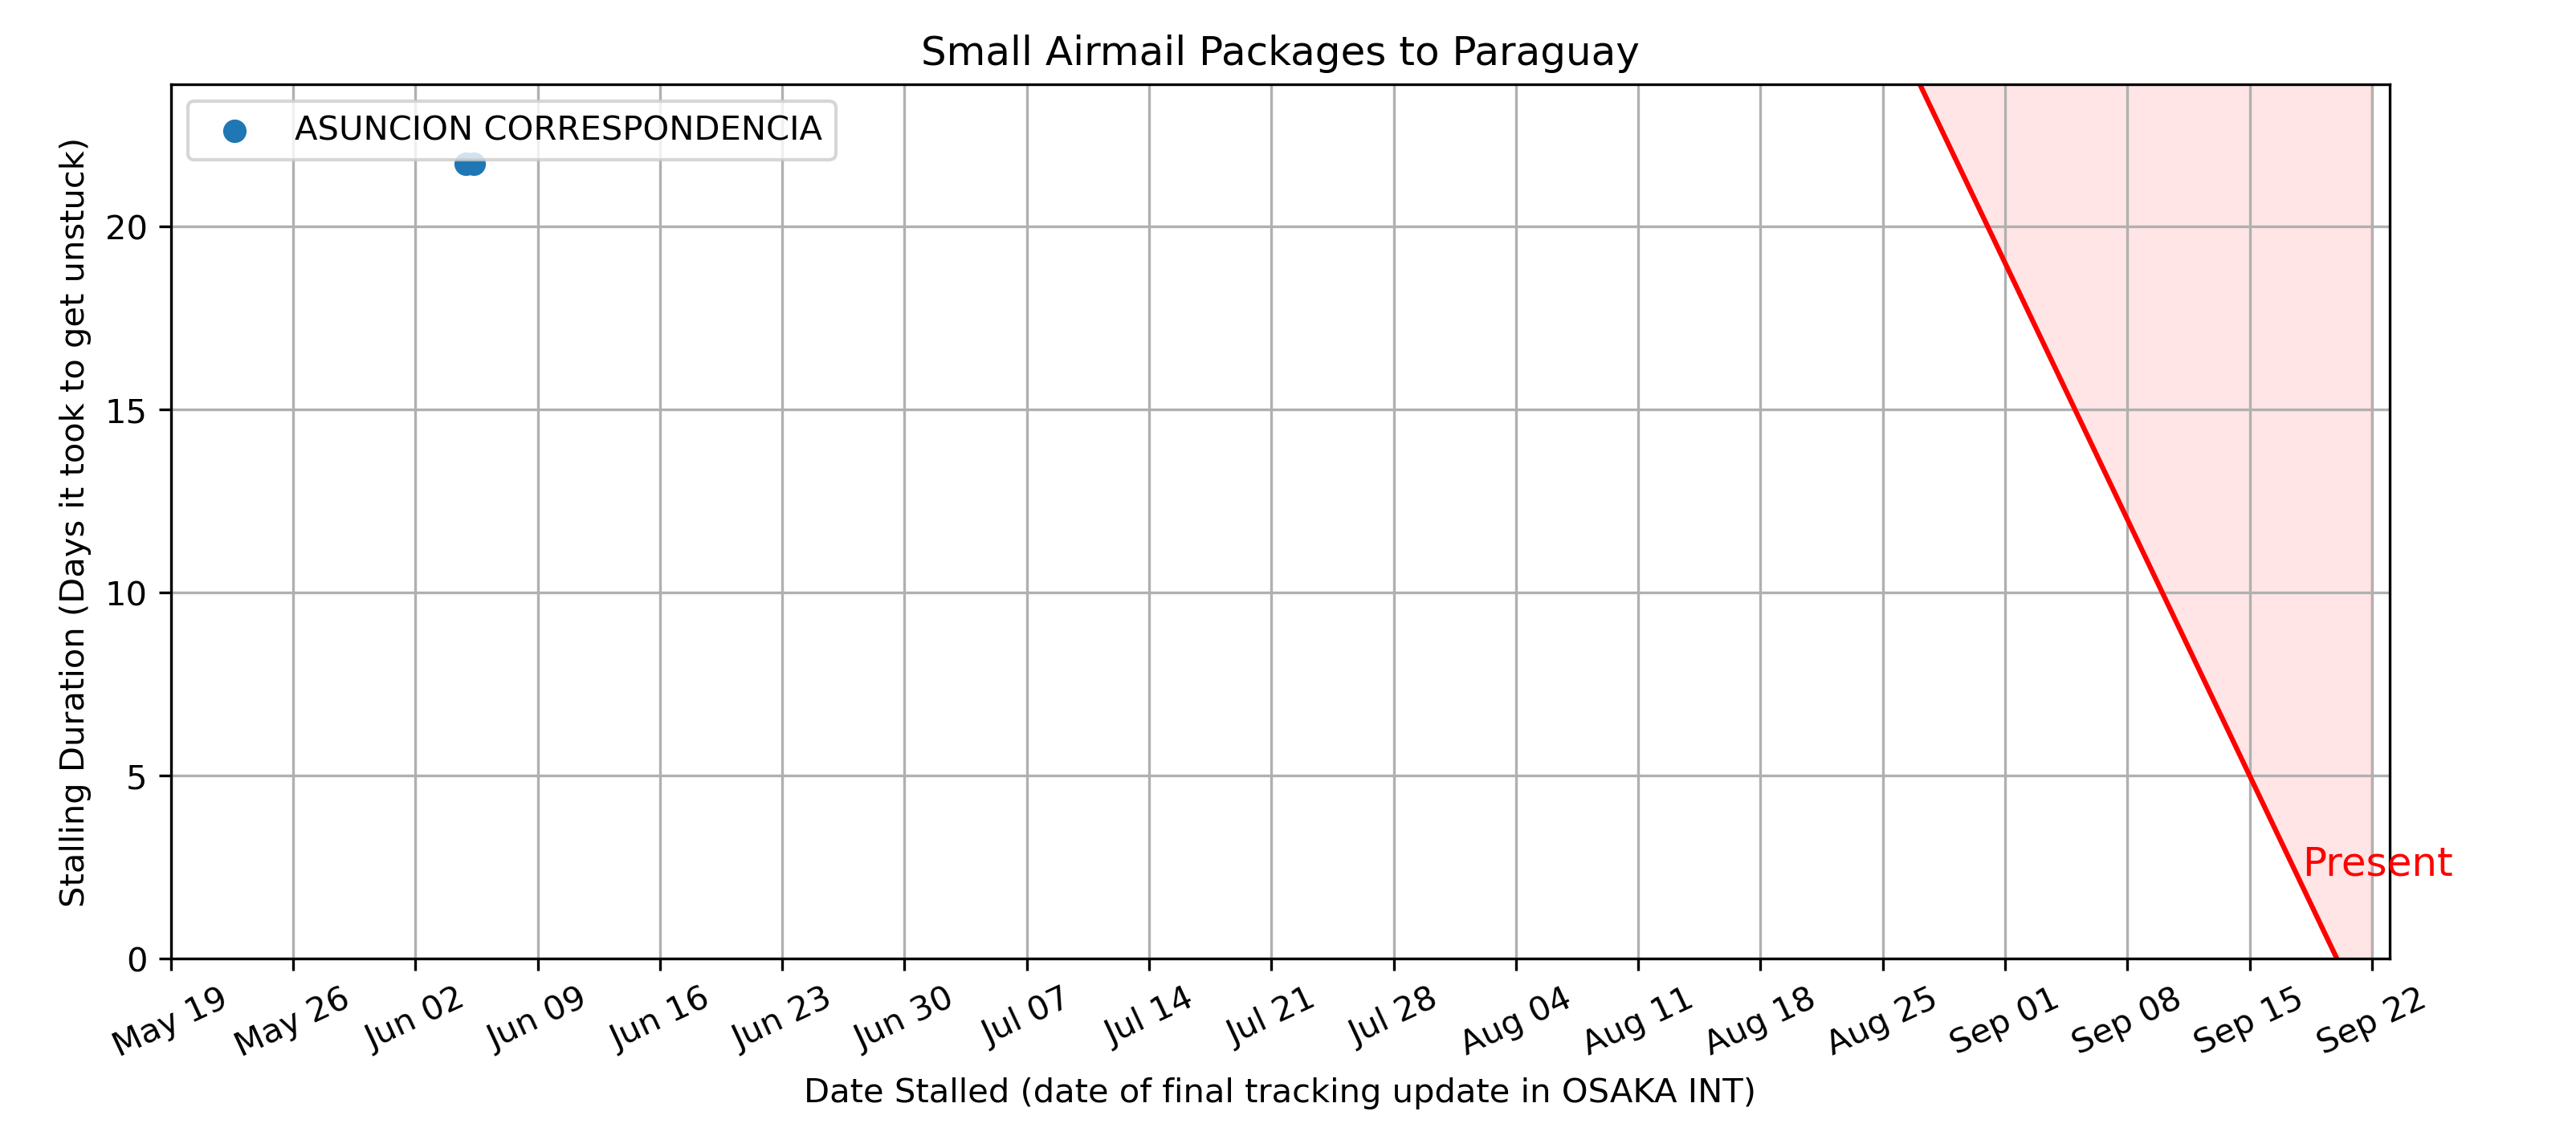 Small Airmail Packages to Paraguay
ASUNCION CORRESPONDENCIA
Stalling Duration (Days it took to get unstuck)
20
15
10
5
0
Present
May 19
May 26
Jun 02
Jun 09
Jun 16
Jun 23
Jun 30
Jul 07
Jul 14
Jul 21
Jul 28
Aug 04
Aug 11
Aug 18
Aug 25
Sep 01
Sep 08
Sep 15
Sep 22
Date Stalled (date of final tracking update in OSAKA INT)